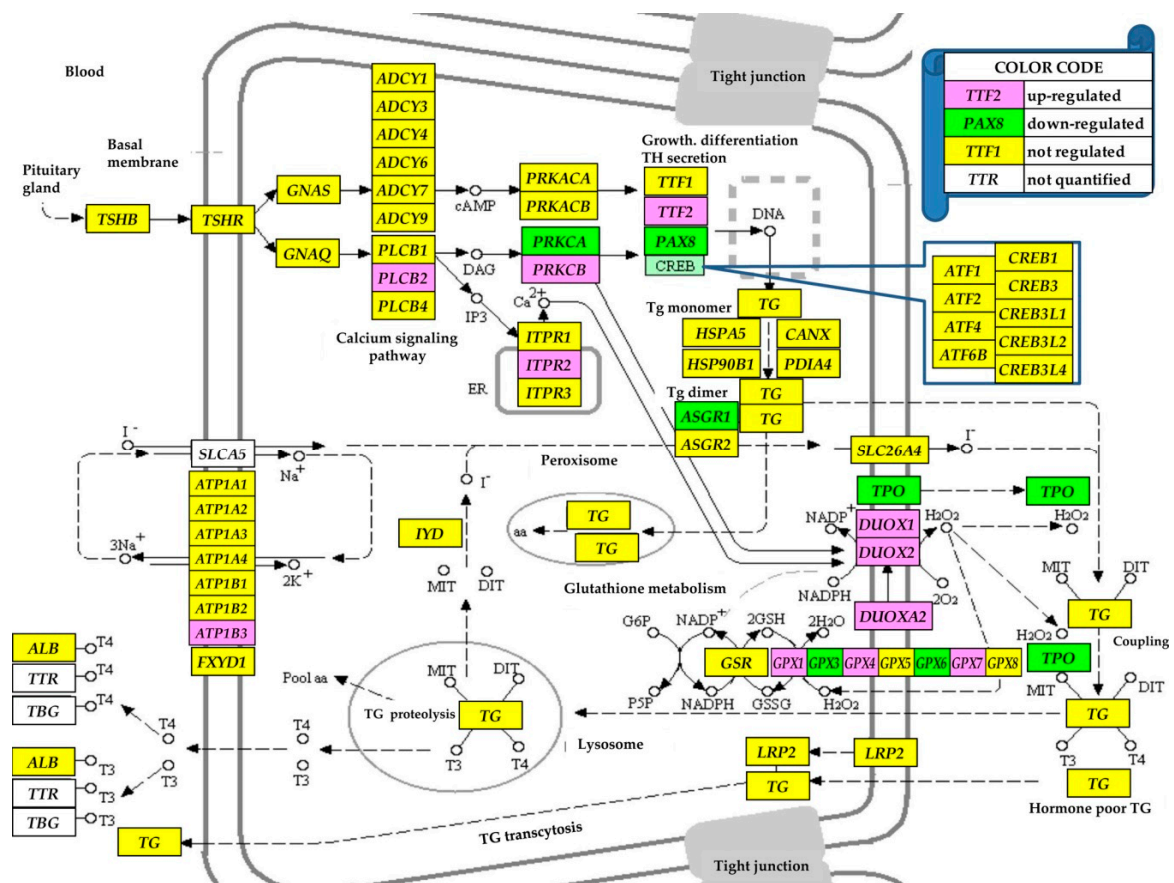 Blood
Basal
membrane
Pituitary
gland
TSHB
TSHR
GNAS
GNAQ
ADCY1
ADCY3
ADCY4
ADCY6
ADCY7
ADCY9
PLCB1
PLCB2
PLCB4
Calcium signaling
pathway
cAMP
DAG
IP3
Ca2+
PRKACA
PRKACB
PRKCA
PRKCB
ITPR1
ITPR2
ITPR3
ER
Growth. differentiation
TH secretion
TTF1
TTF2
PAX8
CREB
DNA
Tight junction
COLOR CODE
TTF2 up-regulated
PAX8 down-regulated
TTF1 not regulated
TTR not quantified
ATF1
ATF2
ATF4
ATF6B
CREB1
CREB3
CREB3L1
CREB3L2
CREB3L4
Tg monomer
TG
HSPA5
CANX
HSP90B1
PDIA4
Tg dimer
TG
TG
ASGR1
ASGR2
I-
SLCA5
Na+
ATP1A1
ATP1A2
ATP1A3
ATP1A4
ATP1B1
ATP1B2
ATP1B3
FXYD1
3Na+
2K+
Peroxisome
I-
IYD
MIT
DIT
aa
TG
TG
SLC26A4
I-
TPO
TPO
DUOX1
DUOX2
DUOXA2
NADP+
NADPH
H2O2
H2O2
2O2
Glutathione metabolism
G6P
NADP+
2GSH
2H2O
GSR
GPX1
GPX3
GPX4
GPX5
GPX6
GPX7
GPX8
P5P
NADPH
GSSG
H2O2
MIT
DIT
TG
Coupling
H2O2
TPO
MIT
DIT
TG
T3
T4
TG
Hormone poor TG
LRP2
LRP2
TG
TG transcytosis
TG
Pool aa
MIT
DIT
TG proteolysis
TG
T3
T4
Lysosome
T4
T3
T4
T3
ALB
T4
TTR
T4
TBG
ALB
T3
TTR
T3
TBG
T3
Tight junction